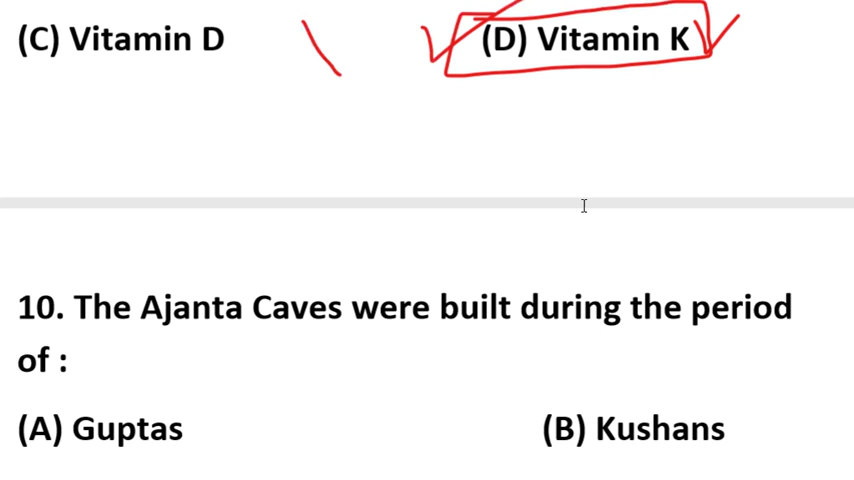 (C) Vitamin D (D) Vitamin K
10. The Ajanta Caves were built during the period
of :
(A) Guptas (B) Kushans